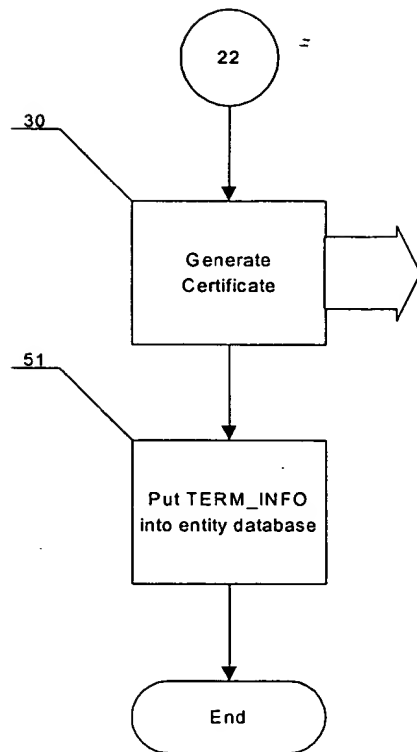 22
30
Generate
Certificate
51
Put TERM_INFO
into entity database
End